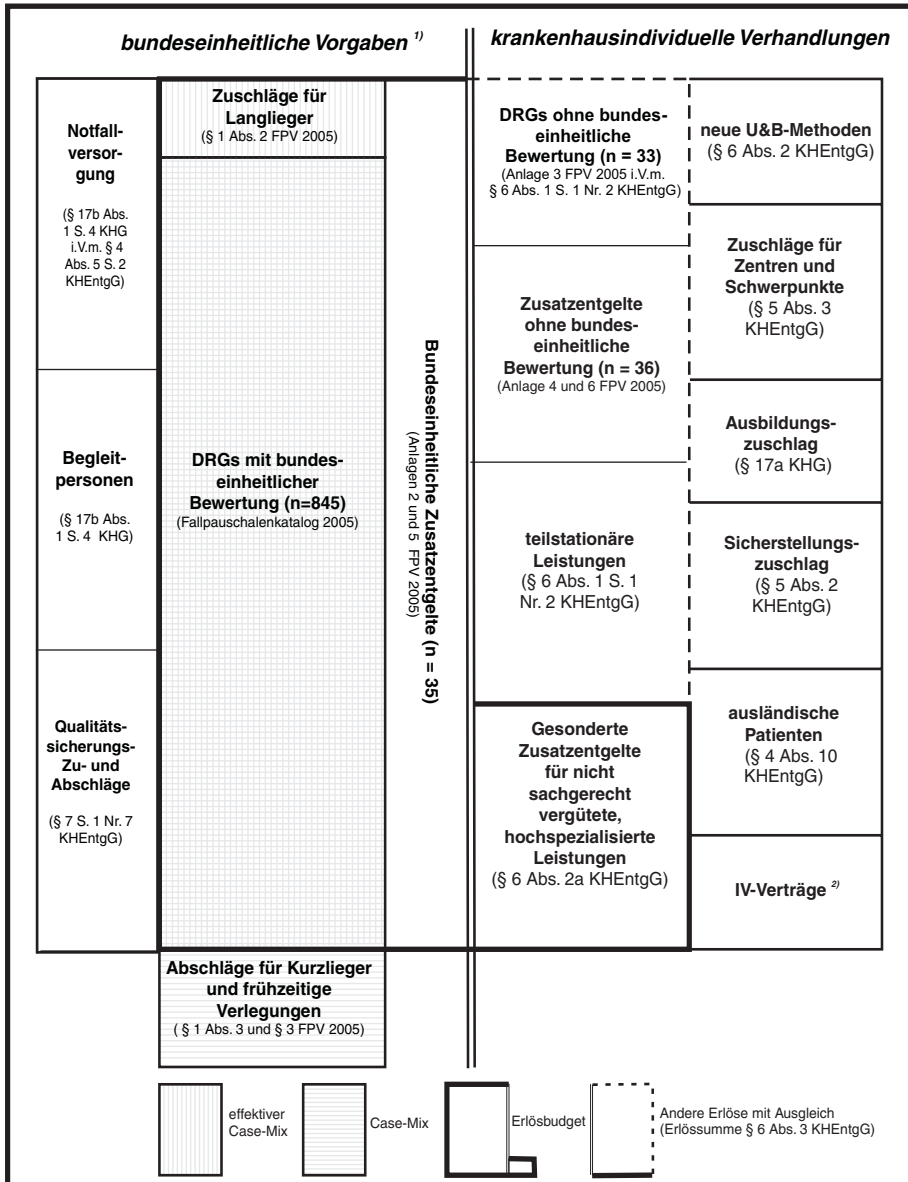 bundeseinheitliche Vorgaben 1)
krankenhausindividuelle Verhandlungen
Notfall-
versor-
gung
(§ 17b Abs.
1 S. 4 KHG
i.V.m. § 4
Abs. 5 S. 2
KHEntgG)
Begleit-
personen
(§ 17b Abs.
1 S. 4 KHG)
Qualitäts-
sicherungs-
Zu- und
Abschläge
(§ 7 S. 1 Nr. 7
KHEntgG)
Zuschläge für
Langlieger
(§ 1 Abs. 2 FPV 2005)
DRGs mit bundes-
einheitlicher
Bewertung (n=845)
(Fallpauschalenkatalog 2005)
Abschläge für Kurzlieger
und frühzeitige
Verlegungen
( § 1 Abs. 3 und § 3 FPV 2005)
Bundeseinheitliche Zusatzentgelte (n = 35)
(Anlagen 2 und 5 FPV 2005)
DRGs ohne bundes-
einheitliche
Bewertung (n = 33)
(Anlage 3 FPV 2005 i.V.m.
§ 6 Abs. 1 S. 1 Nr. 2 KHEntgG)
Zusatzentgelte
ohne bundes-
einheitliche
Bewertung (n = 36)
(Anlage 4 und 6 FPV 2005)
teilstationäre
Leistungen
(§ 6 Abs. 1 S. 1
Nr. 2 KHEntgG)
Gesonderte
Zusatzentgelte
für nicht
sachgerecht
vergütete,
hochspezialisierte
Leistungen
(§ 6 Abs. 2a KHEntgG)
neue U&B-Methoden
(§ 6 Abs. 2 KHEntgG)
Zuschläge für
Zentren und
Schwerpunkte
(§ 5 Abs. 3
KHEntgG)
Ausbildungs-
zuschlag
(§ 17a KHG)
Sicherstellungs-
zuschlag
(§ 5 Abs. 2
KHEntgG)
ausländische
Patienten
(§ 4 Abs. 10
KHEntgG)
IV-Verträge 2)
effektiver
Case-Mix
Case-Mix
Erlösbudget
Andere Erlöse mit Ausgleich
(Erlössumme § 6 Abs. 3 KHEntgG)